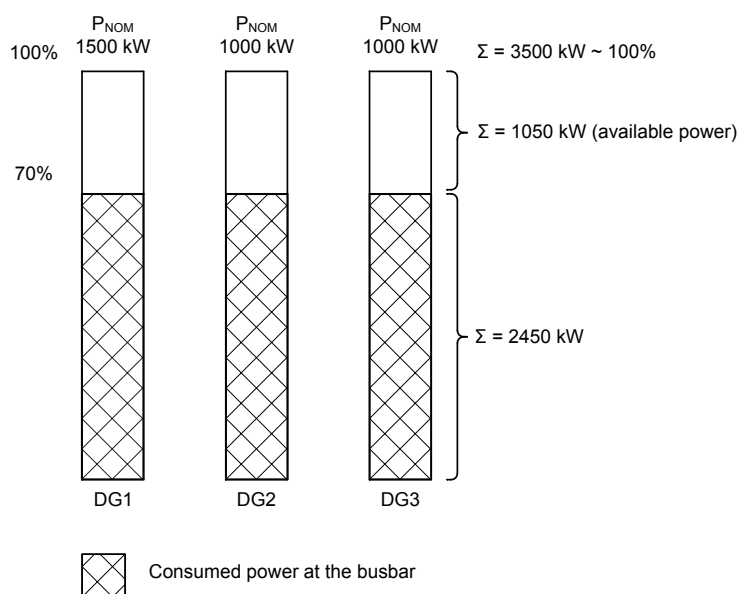 P_NOM P_NOM P_NOM
100% 1500 kW 1000 kW 1000 kW Σ = 3500 kW ~ 100%
Σ = 1050 kW (available power)
70%
Σ = 2450 kW
DG1 DG2 DG3
Consumed power at the busbar